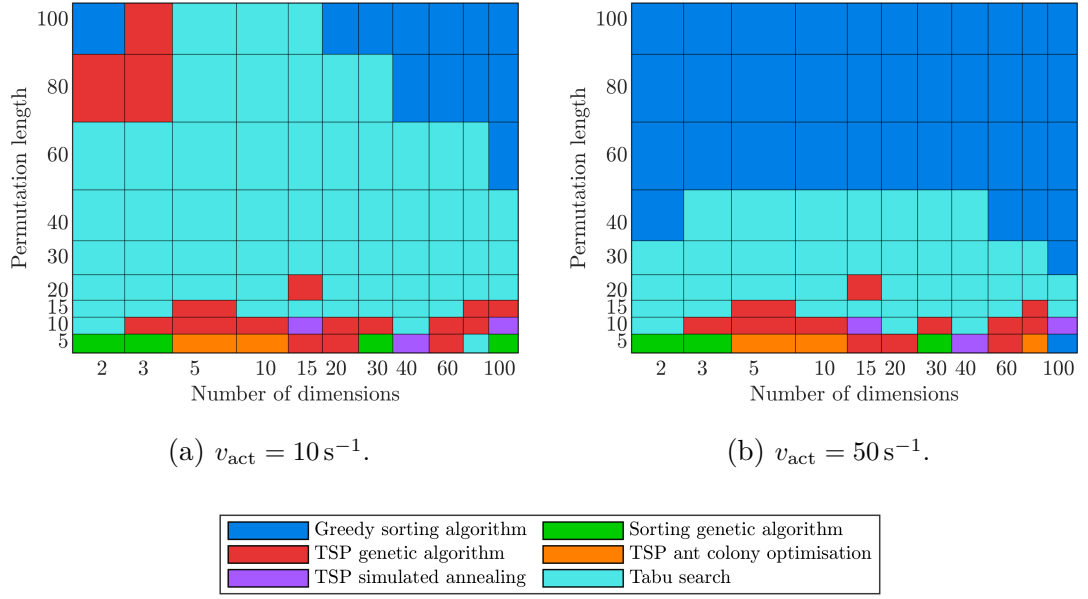 Permutation length
100
80
60
40
30
20
15
10
5
2 3 5 10 15 20 30 40 60 100
Number of dimensions
(a) v_act = 10 s⁻¹.
Permutation length
100
80
60
40
30
20
15
10
5
2 3 5 10 15 20 30 40 60 100
Number of dimensions
(b) v_act = 50 s⁻¹.
Greedy sorting algorithm
Sorting genetic algorithm
TSP genetic algorithm
TSP ant colony optimisation
TSP simulated annealing
Tabu search